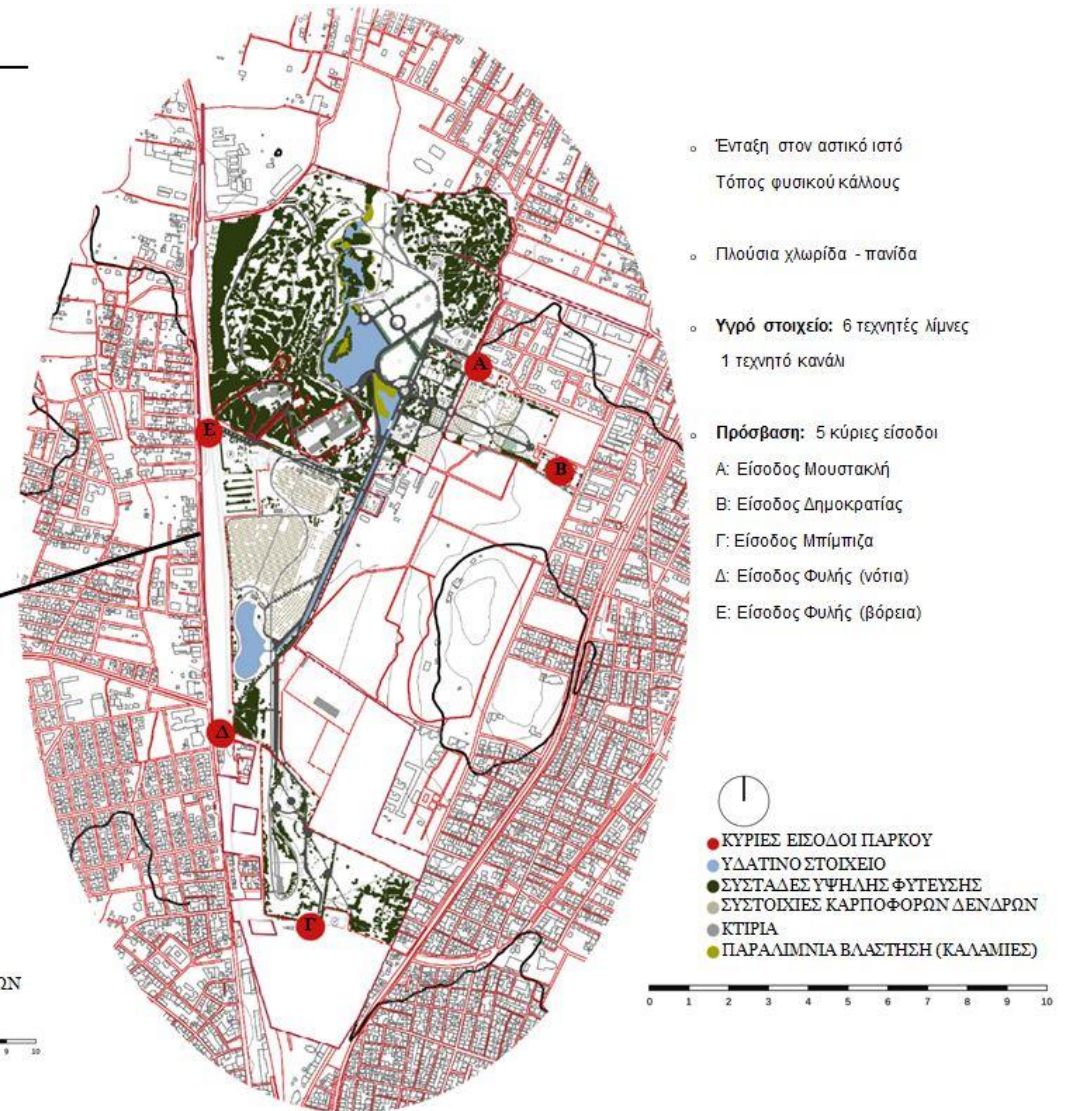 Ένταξη στον αστικό ιστό
Τόπος φυσικού κάλλους
Πλούσια χλωρίδα - πανίδα
Υγρό στοιχείο: 6 τεχνητές λίμνες
1 τεχνητό κανάλι
Πρόσβαση: 5 κύριες είσοδοι
Α: Είσοδος Μουστακλή
Β: Είσοδος Δημοκρατίας
Γ: Είσοδος Μπίμπιζα
Δ: Είσοδος Φυλής (νότια)
Ε: Είσοδος Φυλής (βόρεια)
Α
Ε
Β
Δ
Γ
ΚΥΡΙΕΣ ΕΙΣΟΔΟΙ ΠΑΡΚΟΥ
ΥΔΑΤΙΝΟ ΣΤΟΙΧΕΙΟ
ΣΥΣΤΑΔΕΣ ΥΨΗΛΗΣ ΦΥΤΕΥΣΗΣ
ΣΥΣΤΟΙΧΙΕΣ ΚΑΡΠΟΦΟΡΩΝ ΔΕΝΔΡΩΝ
ΚΤΙΡΙΑ
ΠΑΡΑΛΙΜΝΙΑ ΒΛΑΣΤΗΣΗ (ΚΑΛΑΜΙΕΣ)
0 1 2 3 4 5 6 7 8 9 10
ΩΝ
9 10